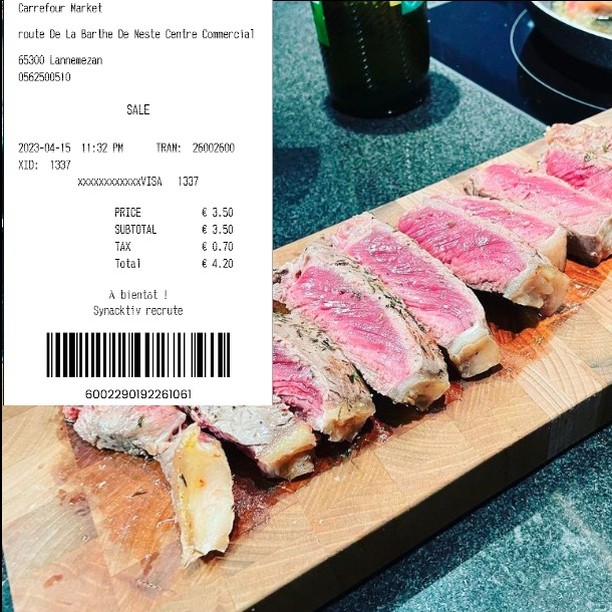 Carrefour Market
route De La Barthe De Neste Centre Commercial
65300 Lannemezan
0562500510
SALE
2023-04-15 11:32 PM TRAN: 26002600
XID: 1337
xxxxxxxxxxxxVISA 1337
PRICE € 3.50
SUBTOTAL € 3.50
TAX € 0.70
Total € 4.20
À bientôt !
Synacktiv recrute
6002290192261061